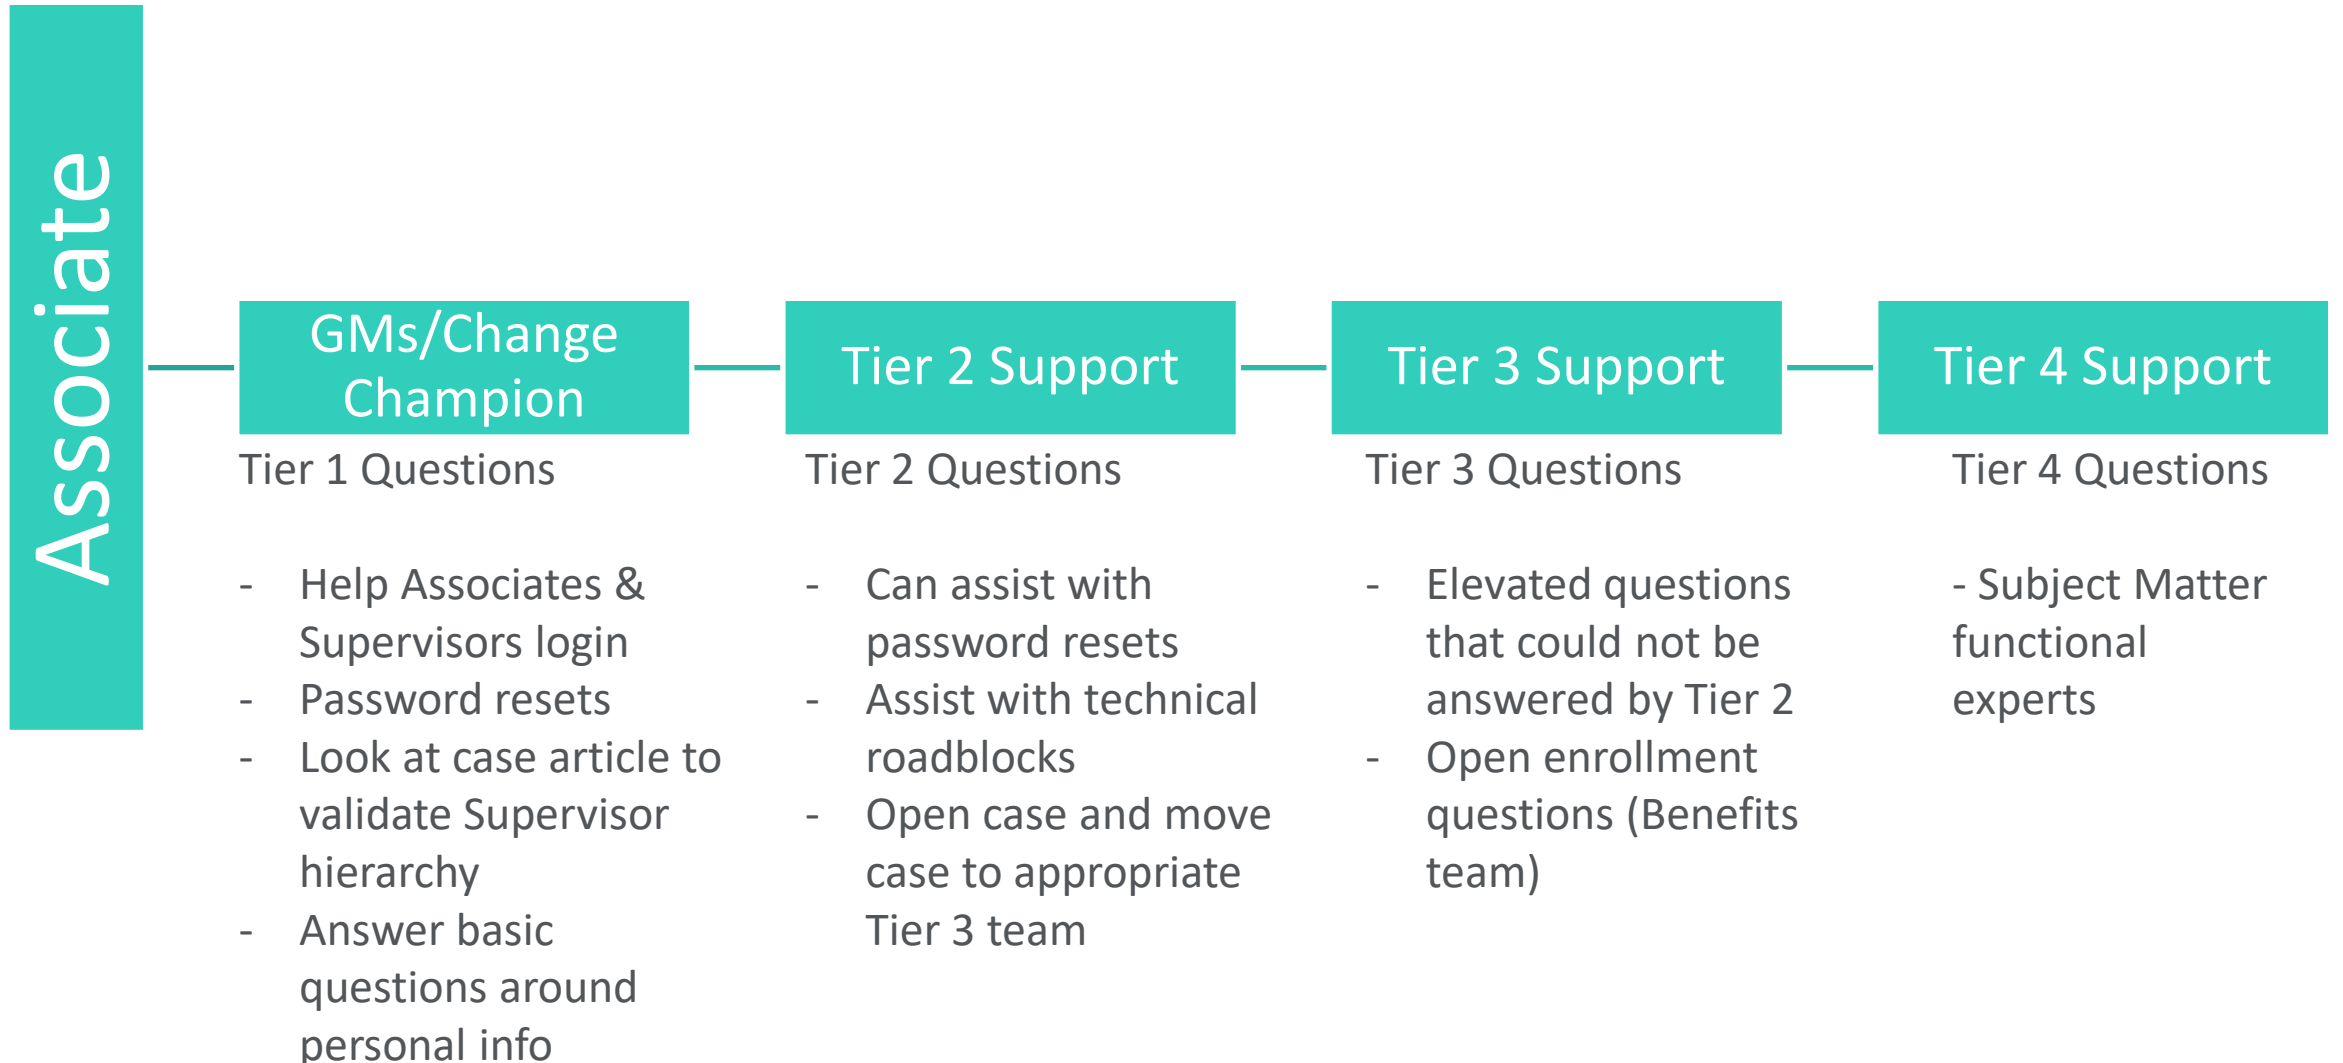 Associate
GMs/Change
Champion
Tier 2 Support
Tier 3 Support
Tier 4 Support
Tier 1 Questions
- Help Associates &
Supervisors login
- Password resets
- Look at case article to
validate Supervisor
hierarchy
- Answer basic
questions around
personal info
Tier 2 Questions
- Can assist with
password resets
- Assist with technical
roadblocks
- Open case and move
case to appropriate
Tier 3 team
Tier 3 Questions
- Elevated questions
that could not be
answered by Tier 2
- Open enrollment
questions (Benefits
team)
Tier 4 Questions
- Subject Matter
functional
experts